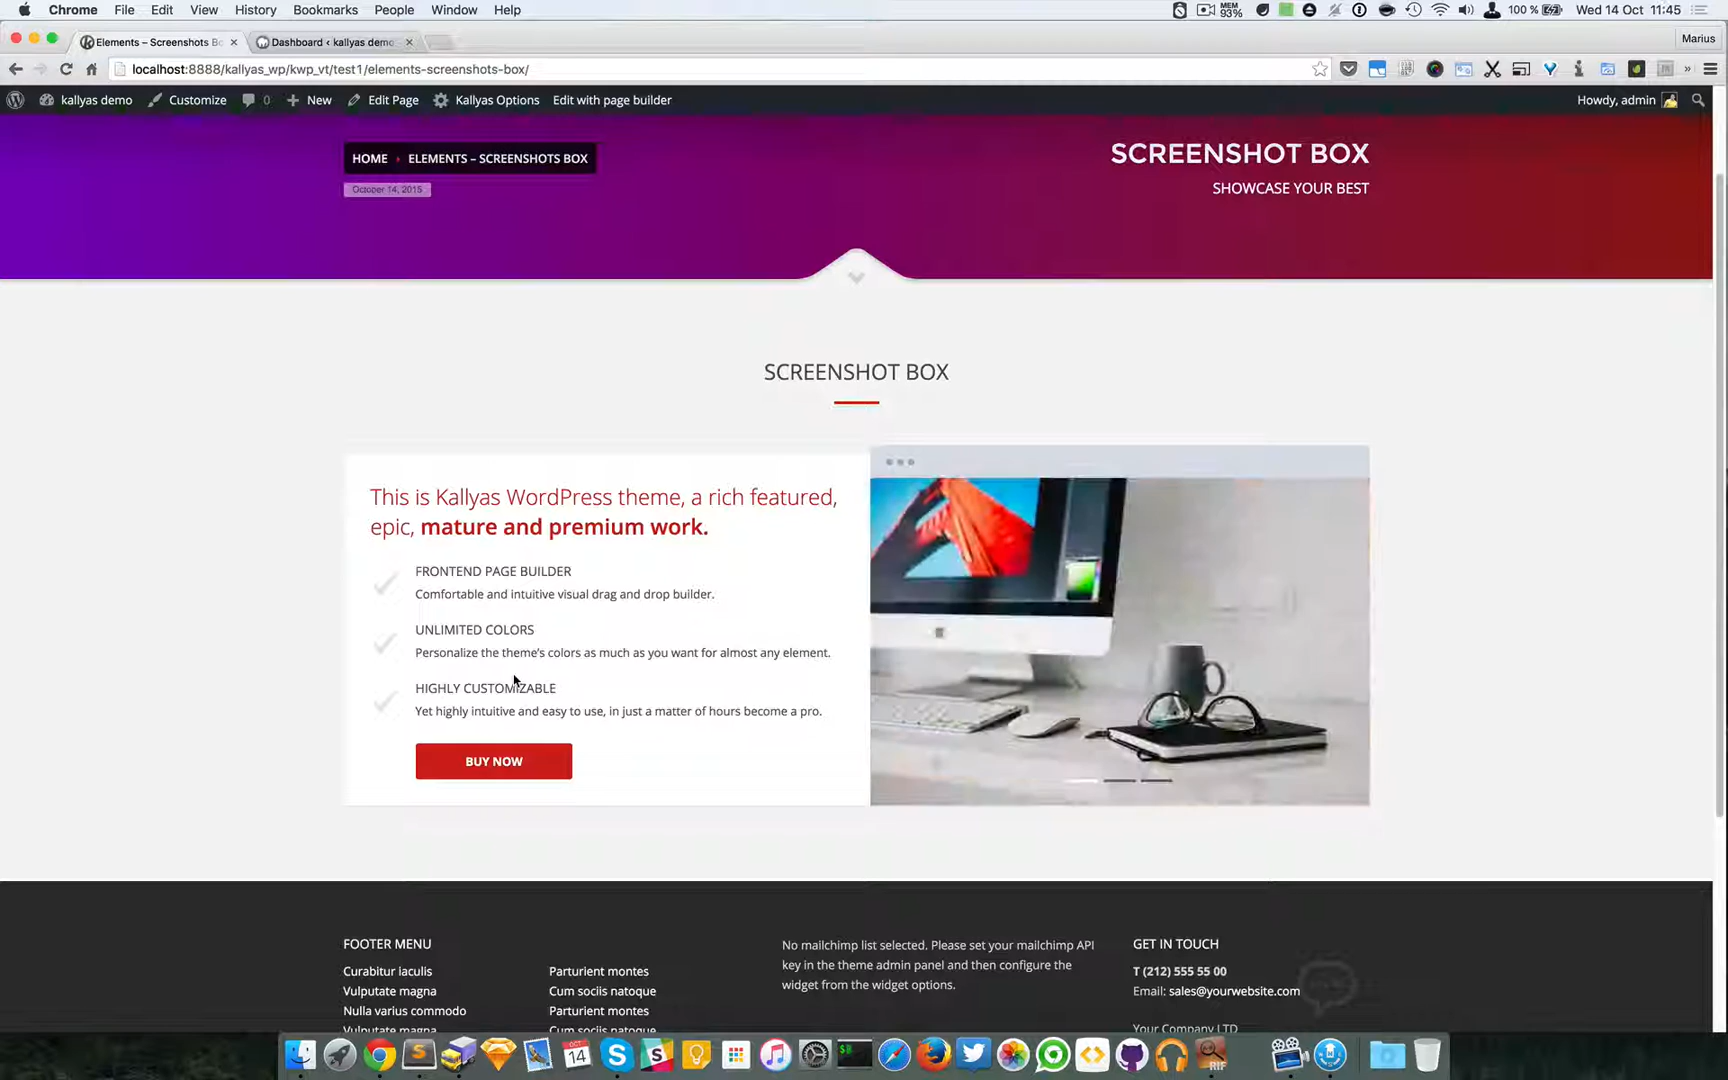 Chrome File Edit View History Bookmarks People Window Help
MEM 93% 100 % Wed 14 Oct 11:45
Elements – Screenshots Bo Dashboard ‹ kallyas demo Marius
localhost:8888/kallyas_wp/kwp_vt/test1/elements-screenshots-box/
kallyas demo Customize 0 New Edit Page Kallyas Options Edit with page builder Howdy, admin
HOME ELEMENTS – SCREENSHOTS BOX
October 14, 2015
SCREENSHOT BOX
SHOWCASE YOUR BEST
SCREENSHOT BOX
This is Kallyas WordPress theme, a rich featured,
epic, mature and premium work.
FRONTEND PAGE BUILDER
Comfortable and intuitive visual drag and drop builder.
UNLIMITED COLORS
Personalize the theme's colors as much as you want for almost any element.
HIGHLY CUSTOMIZABLE
Yet highly intuitive and easy to use, in just a matter of hours become a pro.
BUY NOW
FOOTER MENU
Curabitur iaculis
Vulputate magna
Nulla varius commodo
Vulputate magna
Parturient montes
Cum sociis natoque
Parturient montes
Cum sociis natoque
No mailchimp list selected. Please set your mailchimp API
key in the theme admin panel and then configure the
widget from the widget options.
GET IN TOUCH
T (212) 555 55 00
Email: sales@yourwebsite.com
Your Company LTD
OCT
14
RIF